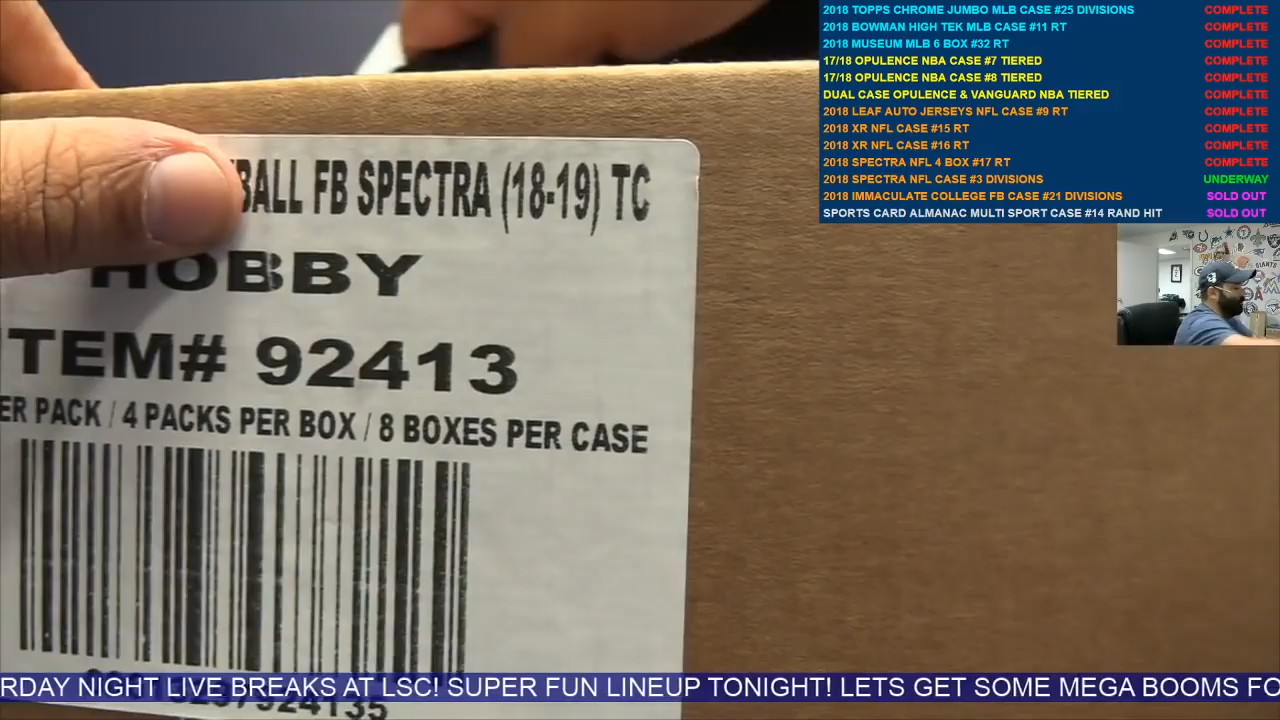 BALL FB SPECTRA (18-19) TC
HOBBY
ITEM# 92413
ER PACK / 4 PACKS PER BOX / 8 BOXES PER CASE
2018 TOPPS CHROME JUMBO MLB CASE #25 DIVISIONS COMPLETE
2018 BOWMAN HIGH TEK MLB CASE #11 RT COMPLETE
2018 MUSEUM MLB 6 BOX #32 RT COMPLETE
17/18 OPULENCE NBA CASE #7 TIERED COMPLETE
17/18 OPULENCE NBA CASE #8 TIERED COMPLETE
DUAL CASE OPULENCE & VANGUARD NBA TIERED COMPLETE
2018 LEAF AUTO JERSEYS NFL CASE #9 RT COMPLETE
2018 XR NFL CASE #15 RT COMPLETE
2018 XR NFL CASE #16 RT COMPLETE
2018 SPECTRA NFL 4 BOX #17 RT COMPLETE
2018 SPECTRA NFL CASE #3 DIVISIONS UNDERWAY
2018 IMMACULATE COLLEGE FB CASE #21 DIVISIONS SOLD OUT
SPORTS CARD ALMANAC MULTI SPORT CASE #14 RAND HIT SOLD OUT
GIANTS
RDAY NIGHT LIVE BREAKS AT LSC! SUPER FUN LINEUP TONIGHT! LETS GET SOME MEGA BOOMS FO